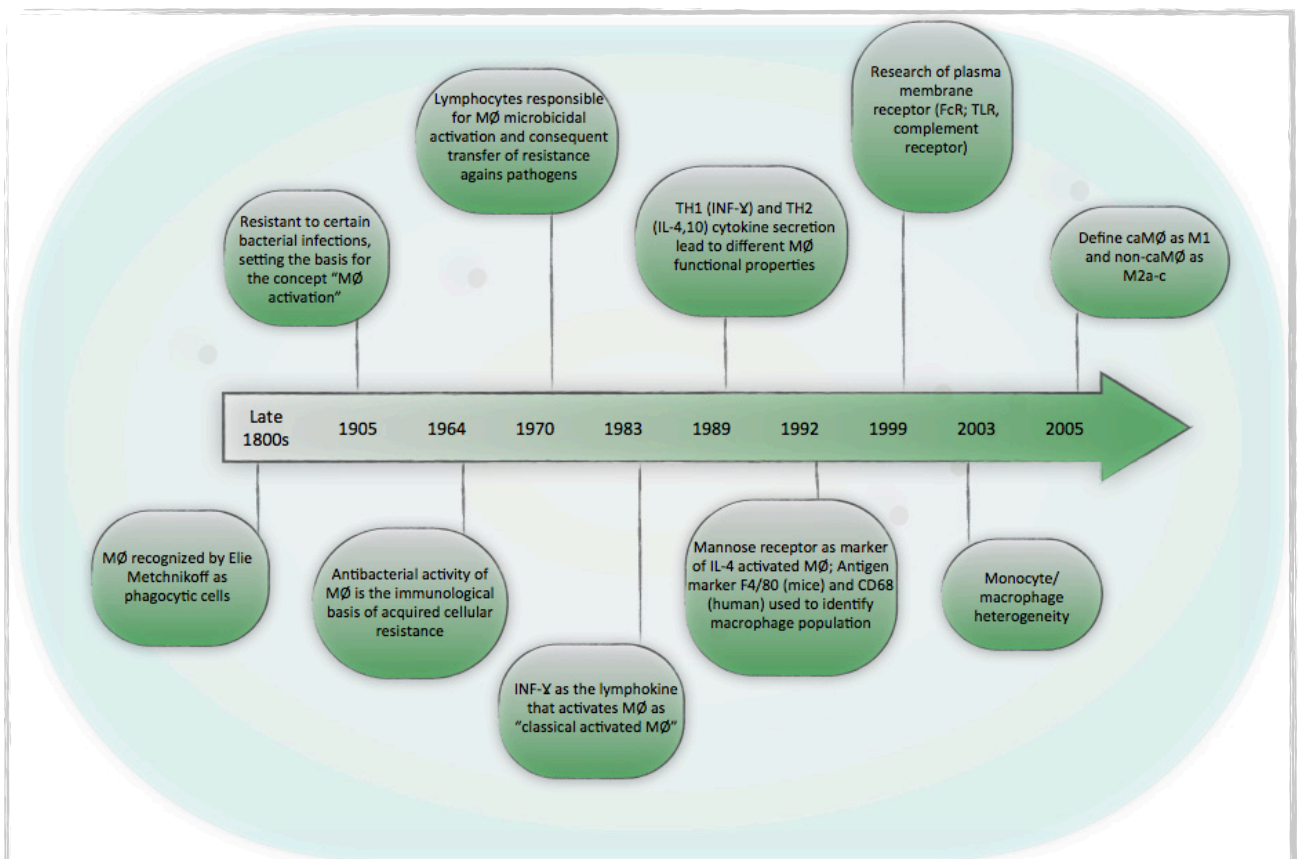 Research of plasma
membrane
receptor (FcR; TLR,
complement
receptor)
Lymphocytes responsible
for MØ microbicidal
activation and consequent
transfer of resistance
agains pathogens
TH1 (INF-Ɣ) and TH2
(IL-4,10) cytokine secretion
lead to different MØ
functional properties
Resistant to certain
bacterial infections,
setting the basis for
the concept “MØ
activation”
Define caMØ as M1
and non-caMØ as
M2a-c
Late
1800s
1905
1964
1970
1983
1989
1992
1999
2003
2005
MØ recognized by Elie
Metchnikoff as
phagocytic cells
Antibacterial activity of
MØ is the immunological
basis of acquired cellular
resistance
INF-Ɣ as the lymphokine
that activates MØ as
“classical activated MØ”
Mannose receptor as marker
of IL-4 activated MØ; Antigen
marker F4/80 (mice) and CD68
(human) used to identify
macrophage population
Monocyte/
macrophage
heterogeneity